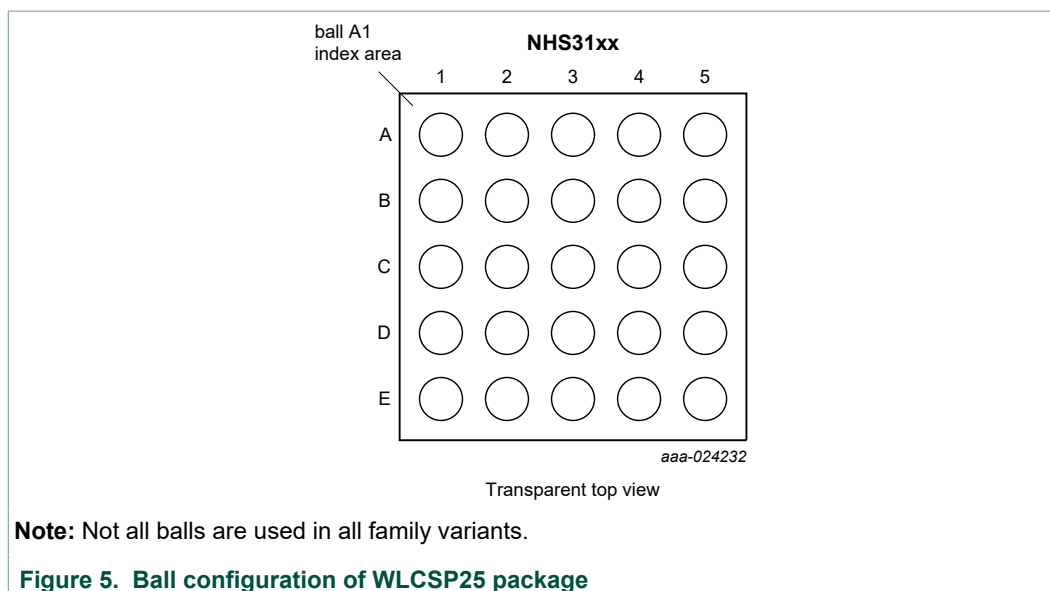 ball A1
index area
NHS31xx
1 2 3 4 5
A
B
C
D
E
aaa-024232
Transparent top view
Note: Not all balls are used in all family variants.
Figure 5. Ball configuration of WLCSP25 package